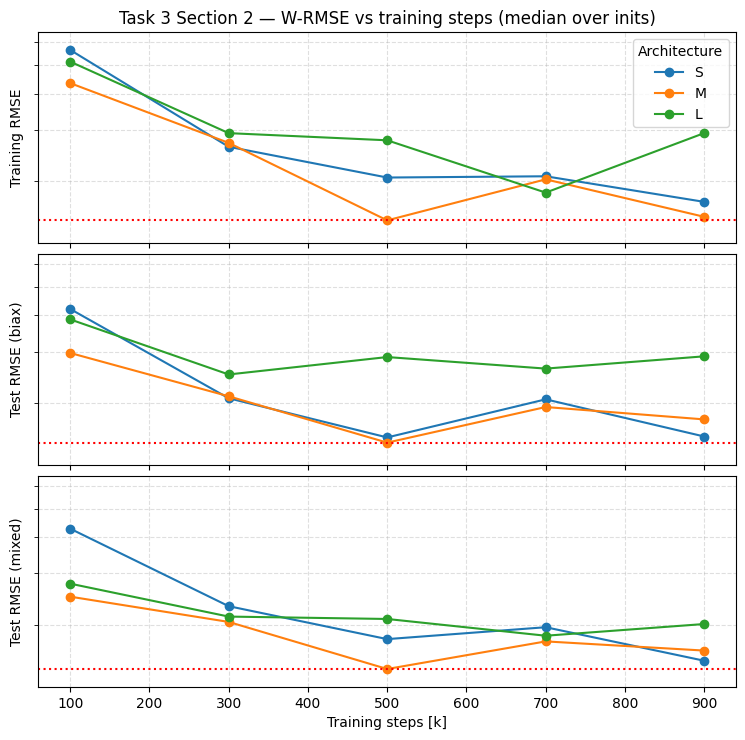 Task 3 Section 2 — W-RMSE vs training steps (median over inits)
Training RMSE
Architecture
S
M
L
Test RMSE (biax)
Test RMSE (mixed)
100 200 300 400 500 600 700 800 900
Training steps [k]